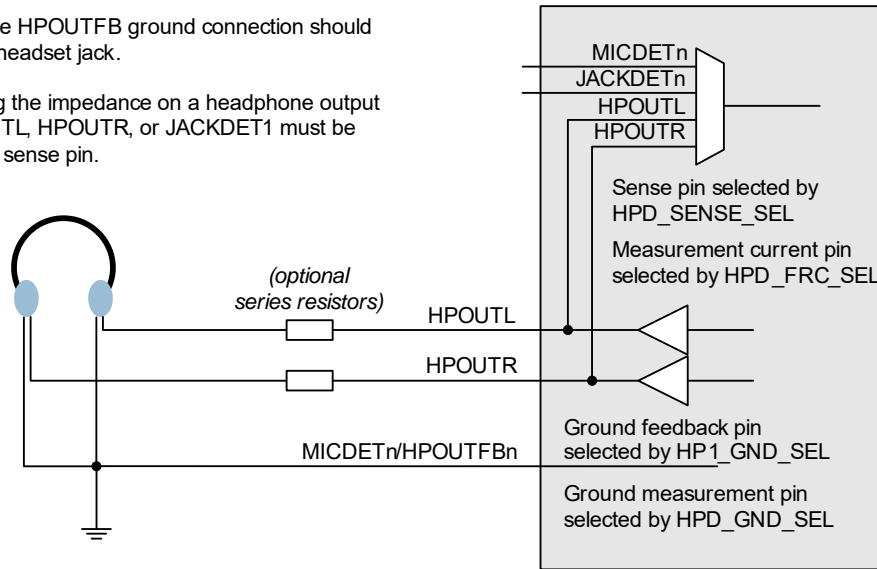 e HPOUTFB ground connection should
headset jack.
g the impedance on a headphone output
TL, HPOUTR, or JACKDET1 must be
sense pin.
MICDETn
JACKDETn
HPOUTL
HPOUTR
Sense pin selected by
HPD_SENSE_SEL
Measurement current pin
selected by HPD_FRC_SEL
(optional
series resistors)
HPOUTL
HPOUTR
MICDETn/HPOUTFBn
Ground feedback pin
selected by HP1_GND_SEL
Ground measurement pin
selected by HPD_GND_SEL